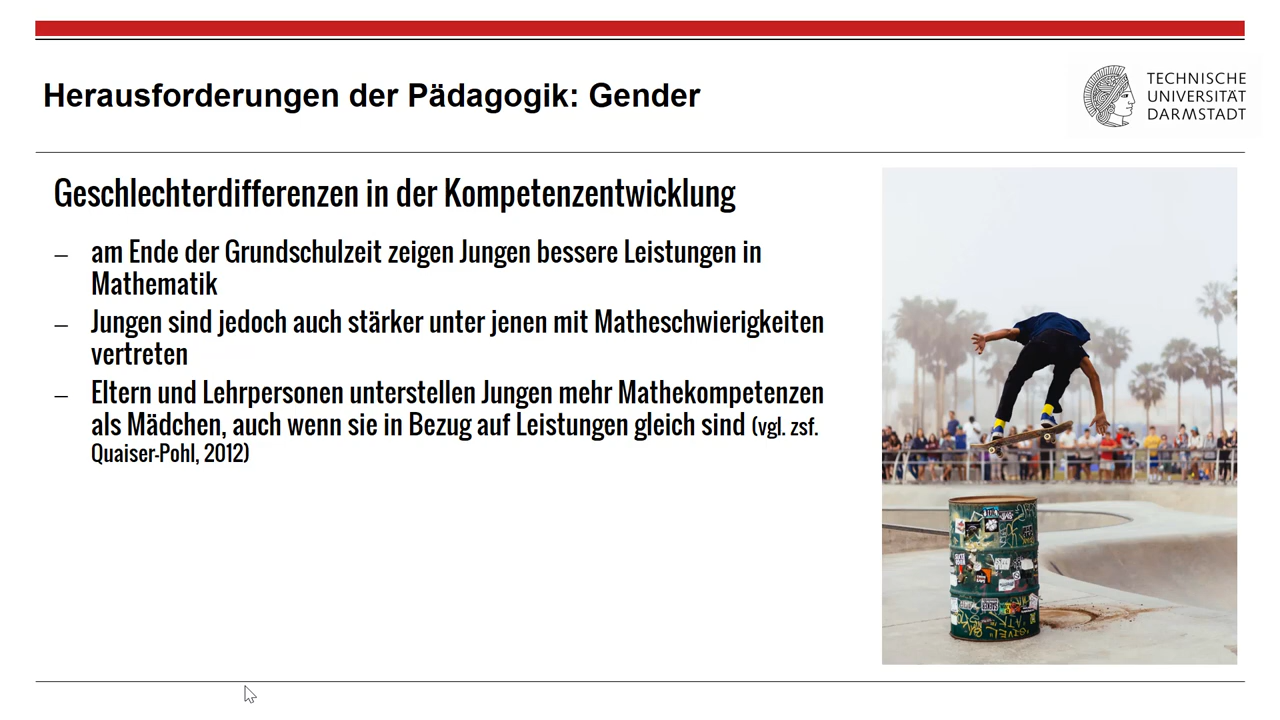 Herausforderungen der Pädagogik: Gender
TECHNISCHE
UNIVERSITÄT
DARMSTADT
Geschlechterdifferenzen in der Kompetenzentwicklung
– am Ende der Grundschulzeit zeigen Jungen bessere Leistungen in
Mathematik
– Jungen sind jedoch auch stärker unter jenen mit Matheschwierigkeiten
vertreten
– Eltern und Lehrpersonen unterstellen Jungen mehr Mathekompetenzen
als Mädchen, auch wenn sie in Bezug auf Leistungen gleich sind (vgl. zsf.
Quaiser-Pohl, 2012)